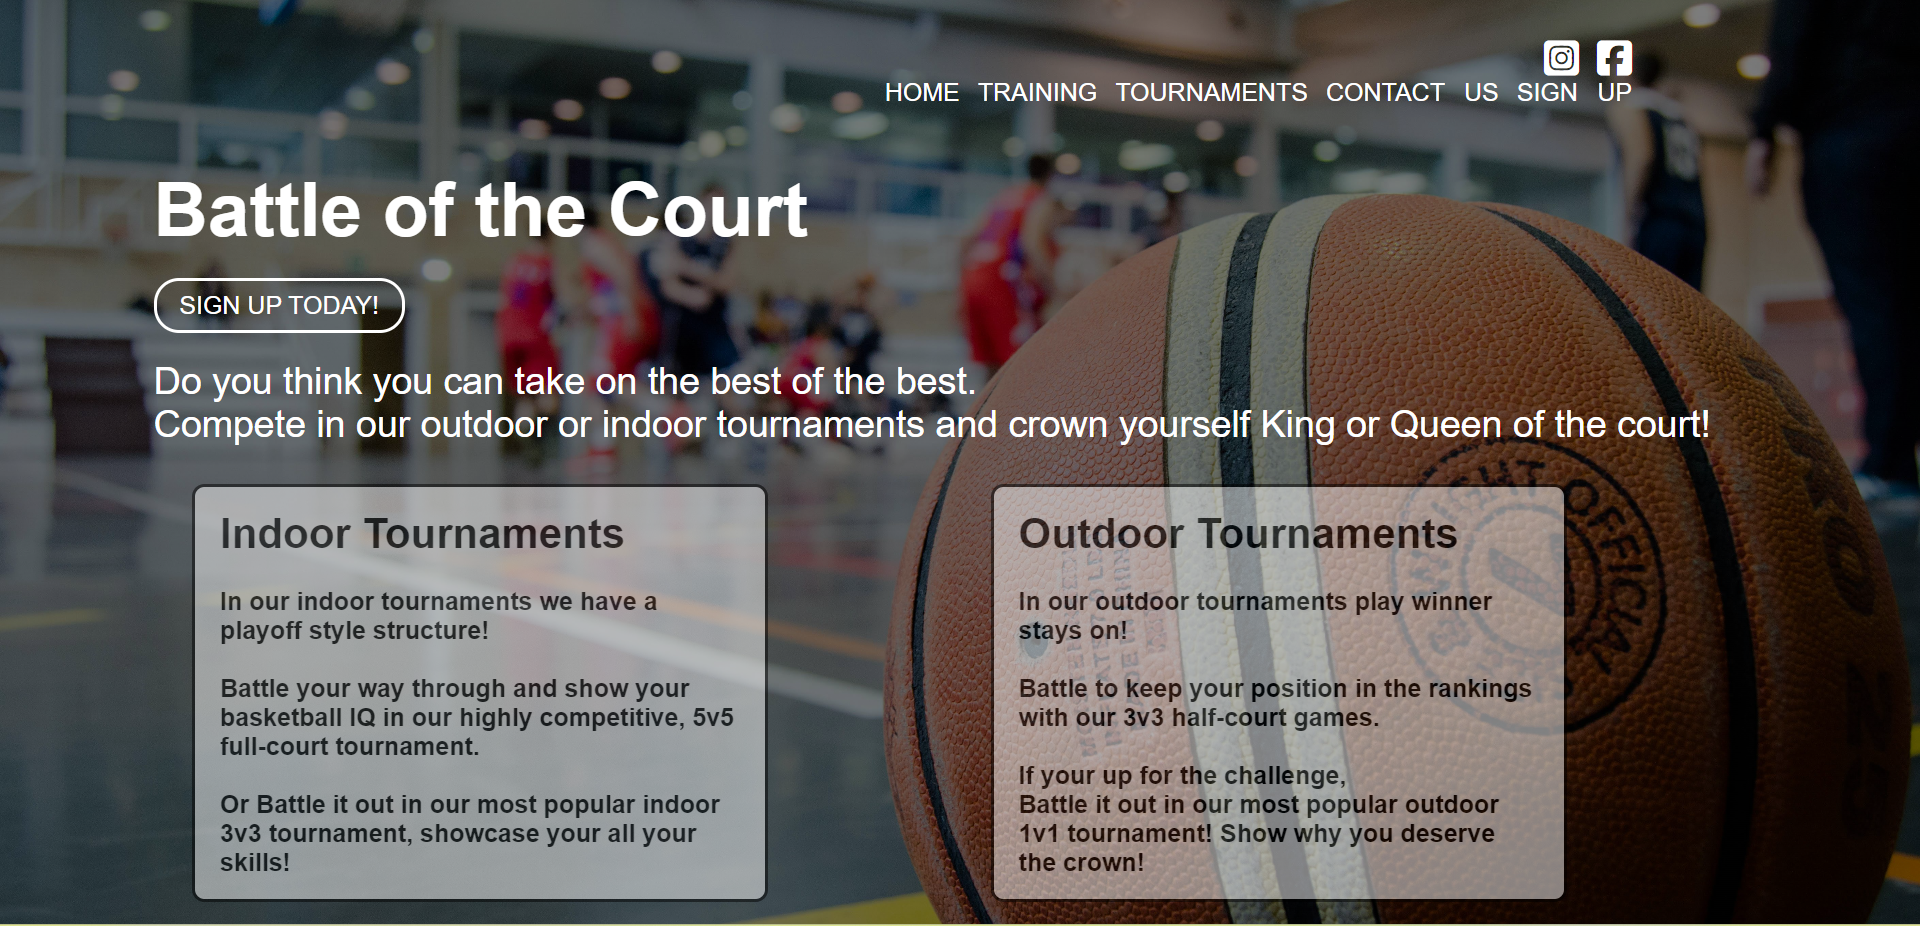 HOME TRAINING TOURNAMENTS CONTACT US SIGN UP
Battle of the Court
SIGN UP TODAY!
Do you think you can take on the best of the best.
Compete in our outdoor or indoor tournaments and crown yourself King or Queen of the court!
Indoor Tournaments
In our indoor tournaments we have a
playoff style structure!
Battle your way through and show your
basketball IQ in our highly competitive, 5v5
full-court tournament.
Or Battle it out in our most popular indoor
3v3 tournament, showcase your all your
skills!
Outdoor Tournaments
In our outdoor tournaments play winner
stays on!
Battle to keep your position in the rankings
with our 3v3 half-court games.
If your up for the challenge,
Battle it out in our most popular outdoor
1v1 tournament! Show why you deserve
the crown!